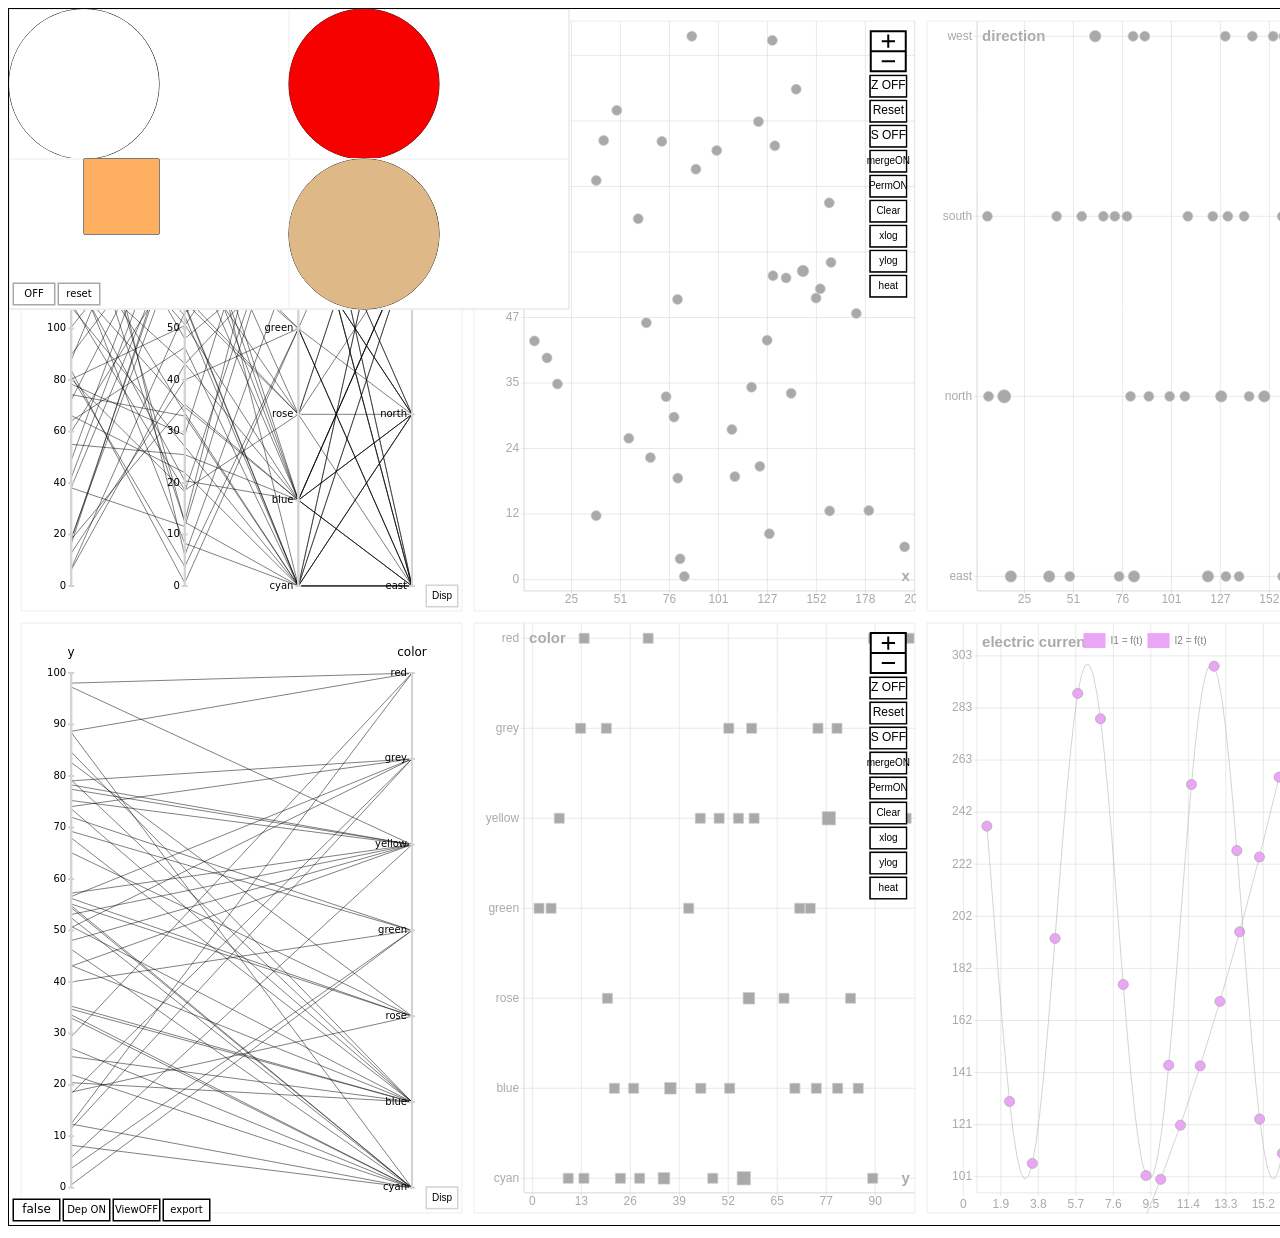 OFF reset
100
80
60
40
20
0
50
40
30
20
10
0
green
rose
blue
cyan
north
east
Disp
+
−
Z OFF
Reset
S OFF
mergeON
PermON
Clear
xlog
ylog
heat
47
35
24
12
0
x
25 51 76 101 127 152 178 20
direction
west
south
north
east
25 51 76 101 127 152
y color
100
90
80
70
60
50
40
30
20
10
0
red
grey
yellow
green
rose
blue
cyan
Disp
false Dep ON ViewOFF export
color
red
grey
yellow
green
rose
blue
cyan
+
−
Z OFF
Reset
S OFF
mergeON
PermON
Clear
xlog
ylog
heat
y
0 13 26 39 52 65 77 90
electric curren l1 = f(t) l2 = f(t)
303
283
263
242
222
202
182
162
141
121
101
0 1.9 3.8 5.7 7.6 9.5 11.4 13.3 15.2